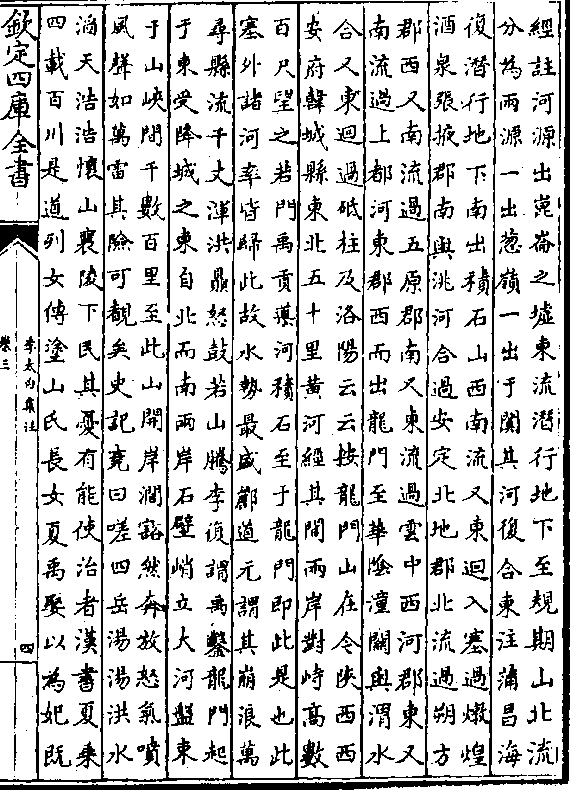 經註河源出崑崙之墟東流潛行地下至規期山北流
分為兩源一出葱嶺一出于闐其河復合東注蒲昌海
復潛行地下南出積石山西南流又東迴入塞過燉煌
酒泉張掖郡南與洮河合過安定北地郡北流過朔方
郡西又南流過五原郡南又東流過雲中西河郡東又
南流過上都河東郡西而出龍門至華陰潼關與渭水
合又東迴過砥柱及洛陽云云按龍門山在今陝西西
安府韓城縣東北五十里黄河經其間兩岸對峙高數
百尺望之若門禹貢導河積石至于龍門即此是也此
塞外諸河率皆歸此故水勢最盛酈道元謂其崩浪萬
尋縣流千丈渾洪贔怒鼓若山騰李復謂禹鑿龍門起
于東受降城之東自北而南兩岸石壁峭立大河盤束
于山峽間千數百里至此山開岸濶豁然奔放怒氣噴
風聲如萬雷其險可覩矣史記堯曰嗟四岳湯湯洪水
滔天浩浩懷山襄陵下民其憂有能使治者漢書夏乗
四載百川是道列女傳塗山氏長女夏禹娶以為妃既
欽定四庫全書
李太白集注
卷三
四